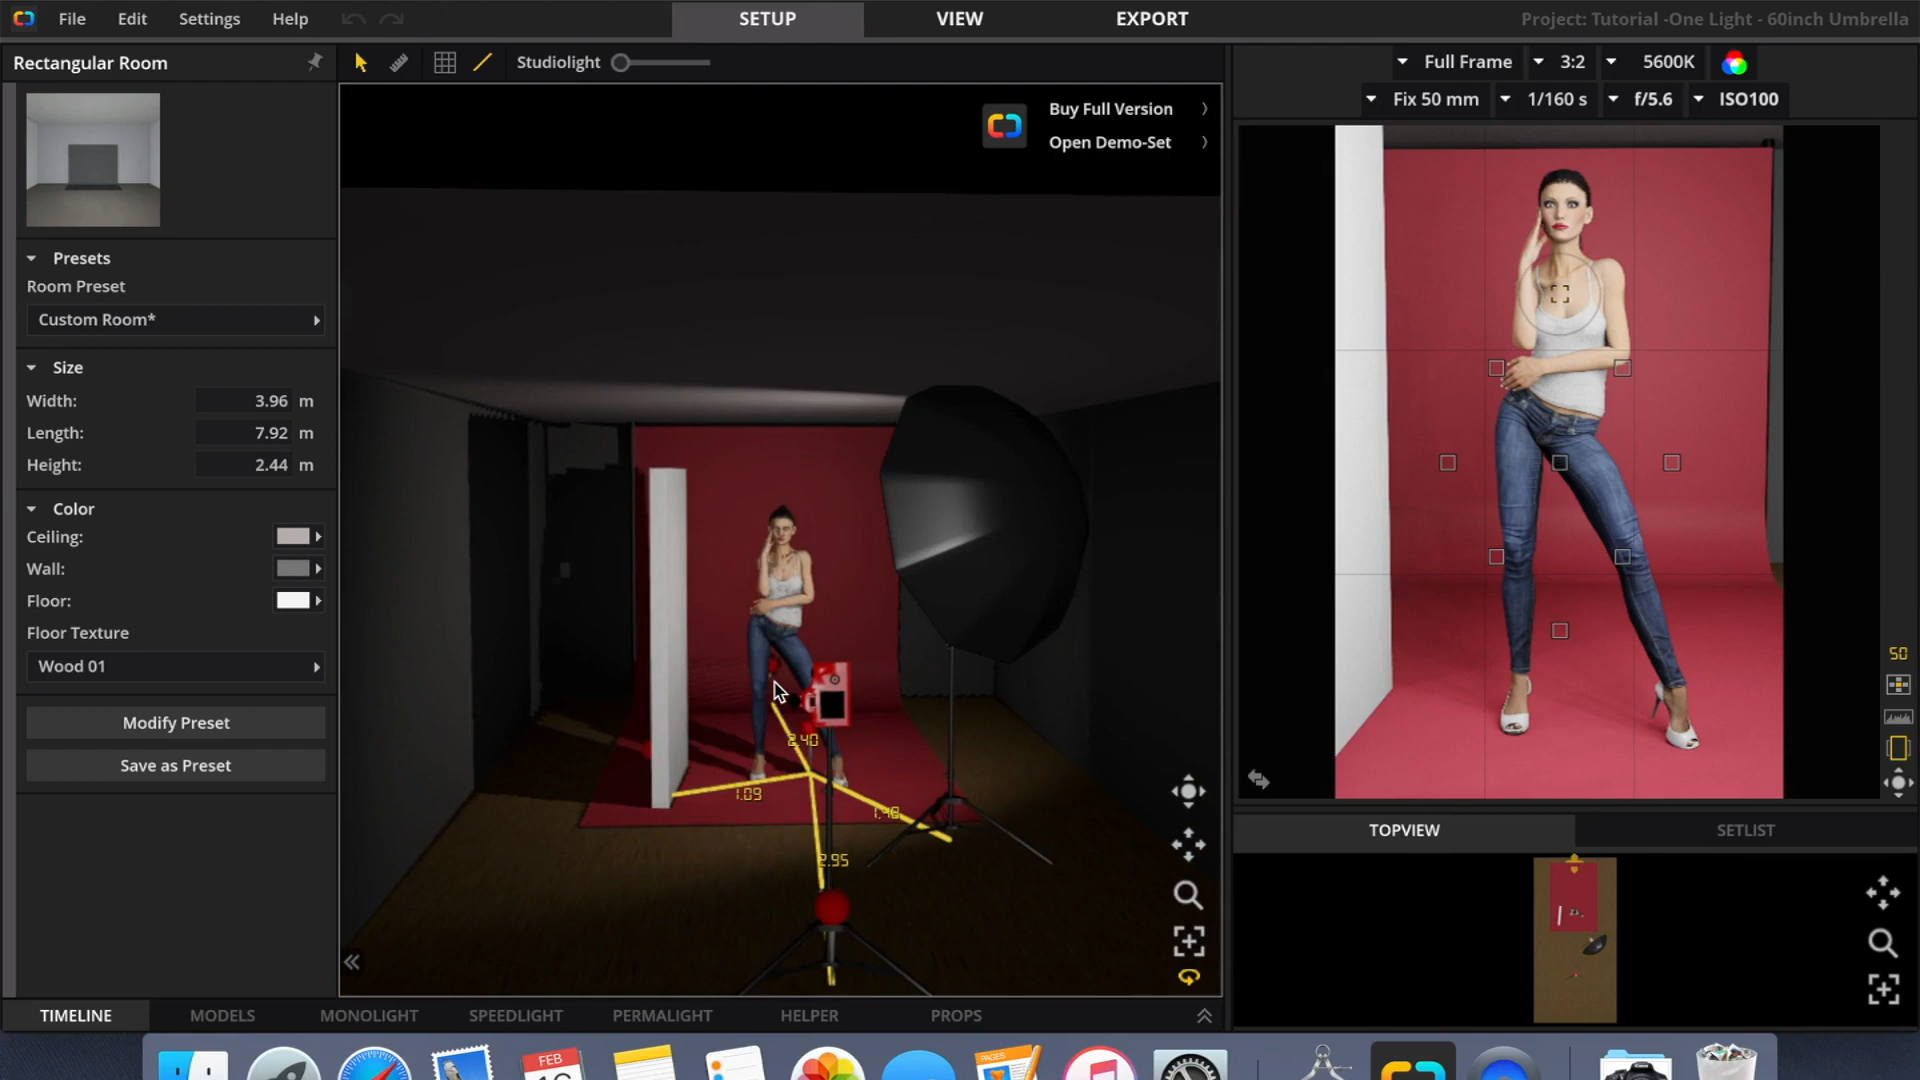 File Edit Settings Help
SETUP VIEW EXPORT
Project: Tutorial -One Light - 60inch Umbrella
Rectangular Room
Studiolight
Full Frame 3:2 5600K
Fix 50 mm 1/160 s f/5.6 ISO100
Buy Full Version
Open Demo-Set
Presets
Room Preset
Custom Room*
Size
Width: 3.96 m
Length: 7.92 m
Height: 2.44 m
Color
Ceiling:
Wall:
Floor:
Floor Texture
Wood 01
Modify Preset
Save as Preset
2.40
1.09
2.95
50
TOPVIEW SETLIST
TIMELINE MODELS MONOLIGHT SPEEDLIGHT PERMALIGHT HELPER PROPS
FEB
PAGES